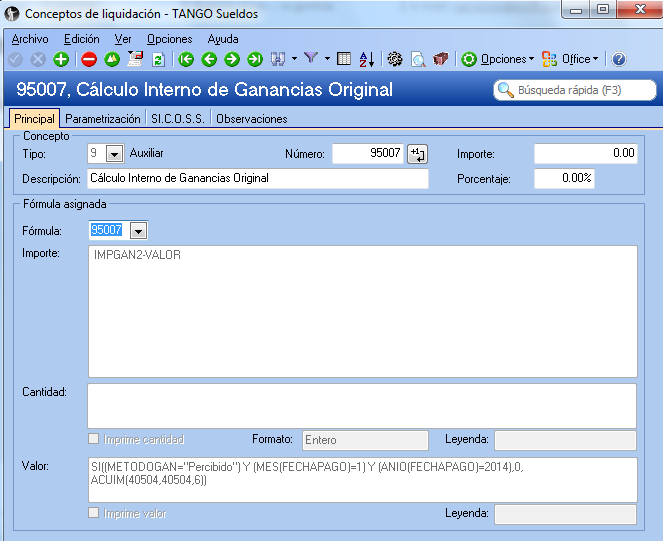 Conceptos de liquidación - TANGO Sueldos
Archivo Edición Ver Opciones Ayuda
Opciones Office
95007, Cálculo Interno de Ganancias Original
Búsqueda rápida (F3)
Principal Parametrización SI.C.O.S.S. Observaciones
Concepto
Tipo: 9 Auxiliar Número: 95007 +1 Importe: 0.00
Descripción: Cálculo Interno de Ganancias Original Porcentaje: 0.00%
Fórmula asignada
Fórmula: 95007
Importe: IMPGAN2-VALOR
Cantidad:
Imprime cantidad Formato: Entero Leyenda:
Valor: SI((METODOGAN="Percibido") Y (MES(FECHAPAGO)=1) Y (ANIO(FECHAPAGO)=2014),0,
ACUIM(40504,40504,6))
Imprime valor Leyenda: